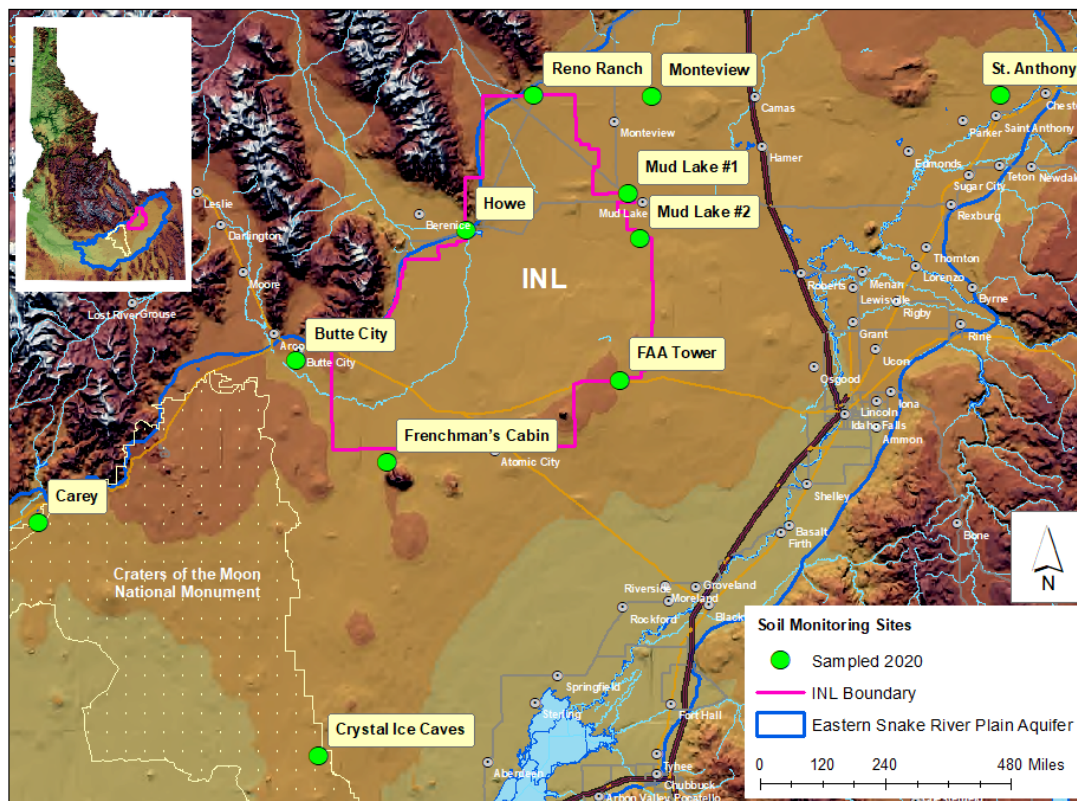 Reno Ranch
Monteview
St. Anthony
Camas
Cheste
Monteview
Parker
Saint Anthony
Hamer
Edmonds
Teton
Newdale
Mud Lake #1
Sugar City
Leslie
Howe
Mud Lake
Mud Lake #2
Rexburg
Berenice
Darlington
Thornton
INL
Lorenzo
Moore
Roberts
Menan
Byrne
Lewisville
Lost River
Grouse
Rigby
Butte City
Grant
Ririe
Arco
Butte City
FAA Tower
Ucon
Osgood
Iona
Lincoln
Idaho Falls
Frenchman's Cabin
Ammon
Atomic City
Carey
Shelley
Basalt
Firth
Bone
Craters of the Moon
National Monument
Riverside
Groveland
Moreland
Rockford
Black
N
Soil Monitoring Sites
Sampled 2020
INL Boundary
Eastern Snake River Plain Aquifer
0 120 240 480 Miles
Springfield
Sterling
Fort Hall
Crystal Ice Caves
Aberdeen
Tyhee
Chubbuck
Arbon Valley
Pocatello